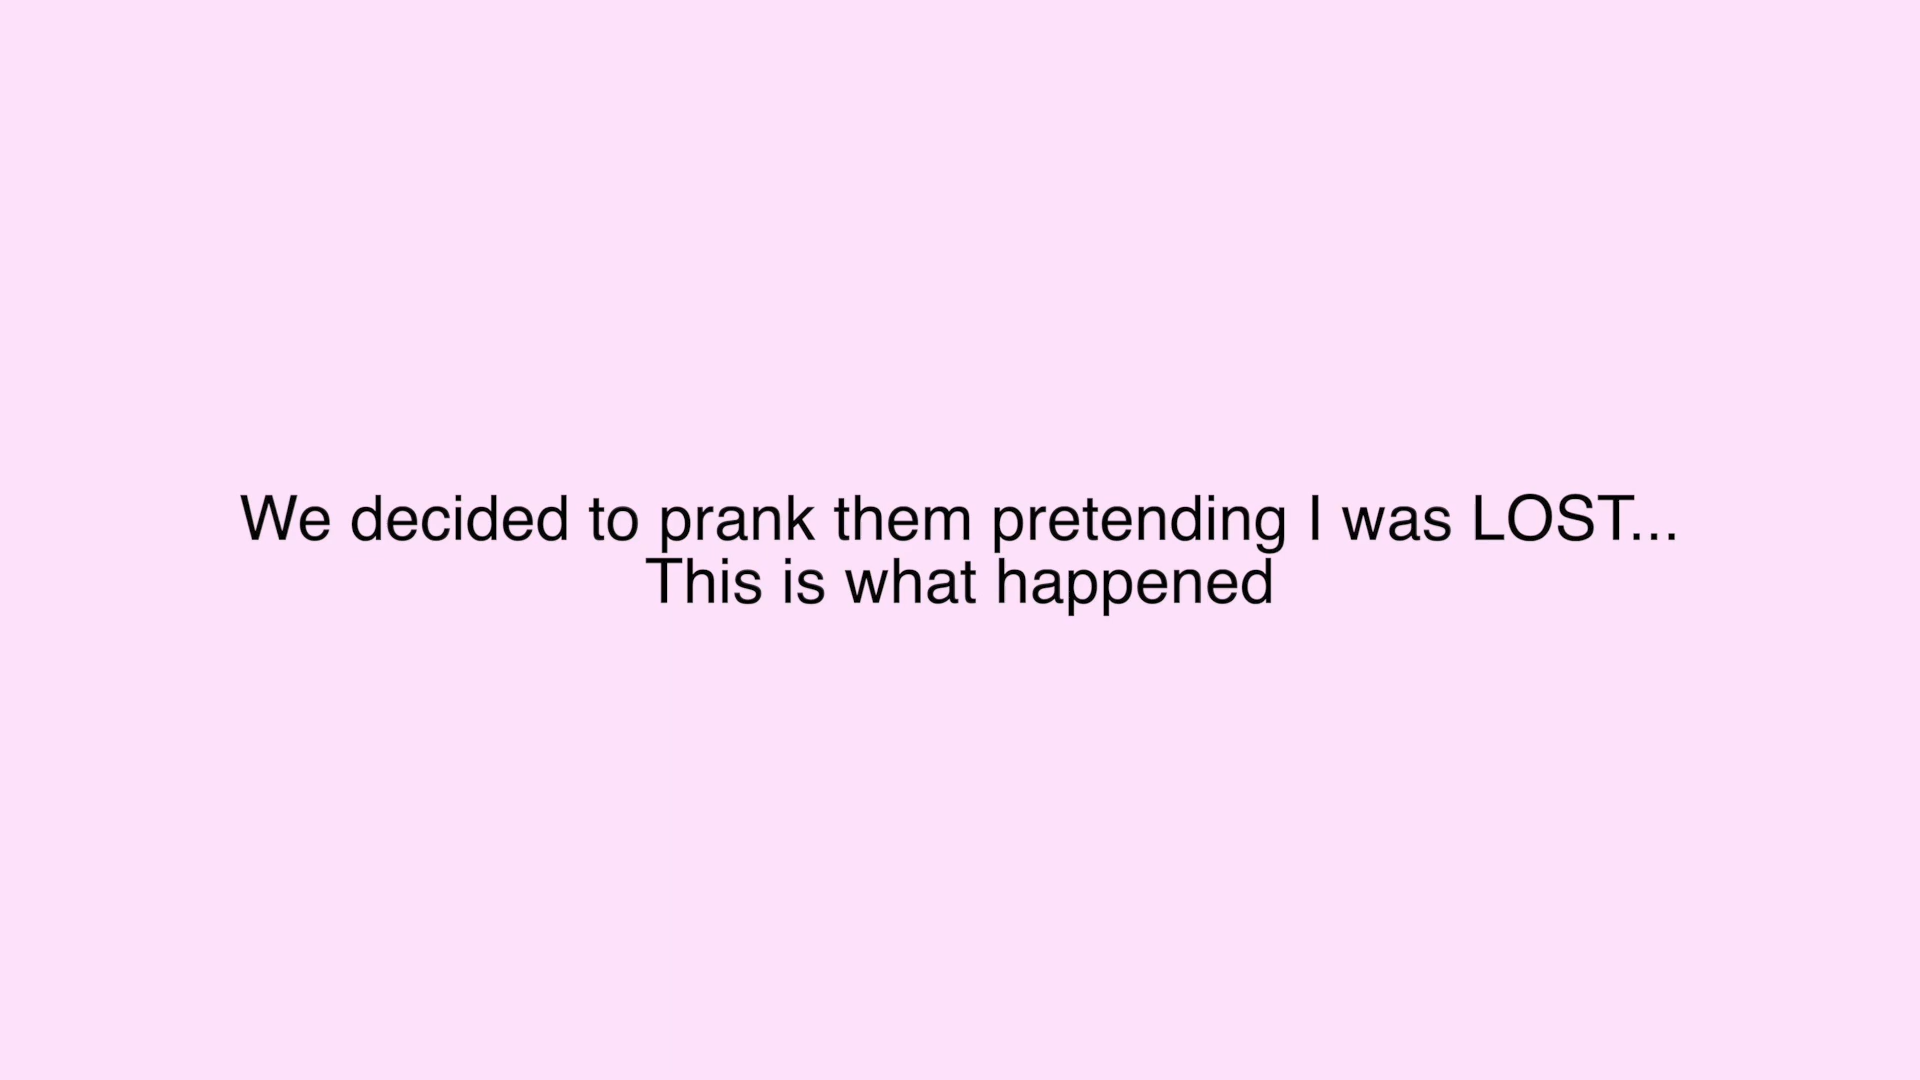 We decided to prank them pretending I was LOST...
This is what happened